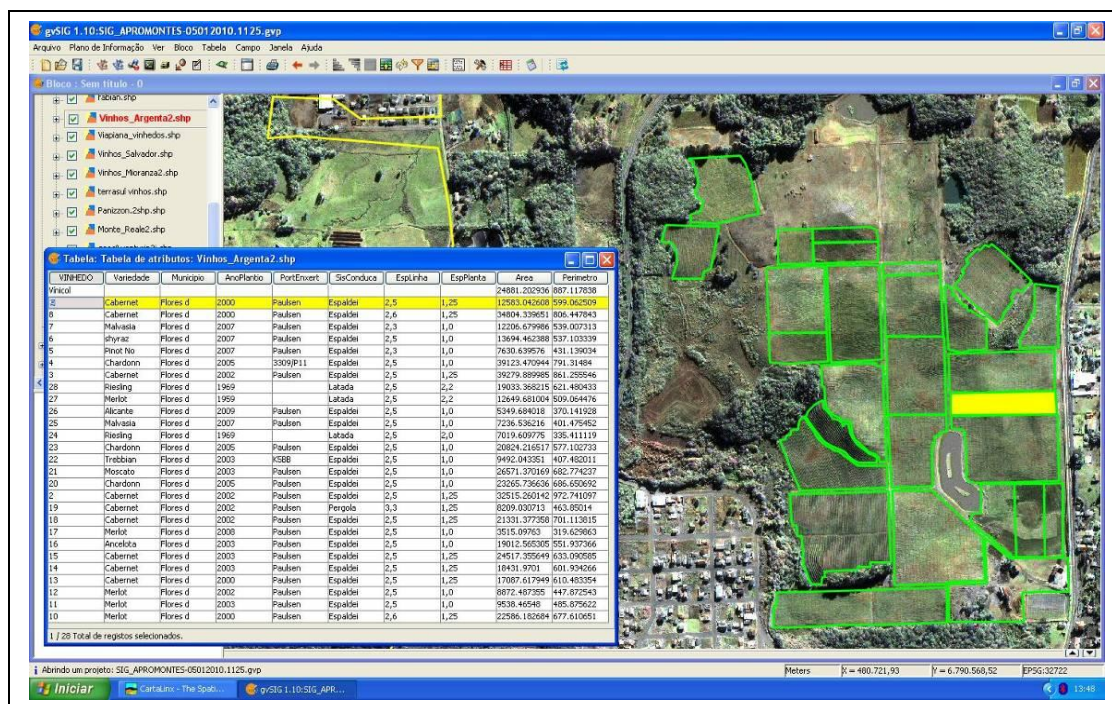 gvSIG 1.10:SIG_APROMONTES-05012010.1125.gvp
Arquivo Plano de Informação Ver Bloco Tabela Campo Janela Ajuda
Bloco : Sem título - 0
fabian.shp
Vinhos_Argenta2.shp
Viapiana_vinhedos.shp
Vinhos_Salvador.shp
Vinhos_Mioranza2.shp
terrasul vinhos.shp
Panizzon.2shp.shp
Monte_Reale2.shp
Tabela: Tabela de atributos: Vinhos_Argenta2.shp
VINHEDO Variedade Municipio AnoPlantio PortEnxert SisConduca EspLinha EspPlanta Area Perimetro
Vinicol 24881.202936 887.117838
Cabernet Flores d 2000 Paulsen Espaldei 2,5 1,25 12583.042608 599.062509
8 Cabernet Flores d 2000 Paulsen Espaldei 2,6 1,25 34804.339651 806.447843
7 Malvasia Flores d 2007 Paulsen Espaldei 2,3 1,0 12206.679986 539.007313
6 shyraz Flores d 2007 Paulsen Espaldei 2,5 1,0 13694.462388 537.103339
5 Pinot No Flores d 2007 Paulsen Espaldei 2,3 1,0 7630.639576 431.139034
4 Chardonn Flores d 2005 3309/P11 Espaldei 2,5 1,0 39123.470944 791.31484
3 Cabernet Flores d 2002 Paulsen Espaldei 2,5 1,25 39279.889985 861.255546
28 Riesling Flores d 1969 Latada 2,5 2,2 19033.368215 621.480433
27 Merlot Flores d 1959 Latada 2,5 2,2 12649.681004 509.064476
26 Alicante Flores d 2009 Paulsen Espaldei 2,5 1,0 5349.684018 370.141928
25 Malvasia Flores d 2007 Paulsen Espaldei 2,5 1,0 7236.536216 401.475452
24 Riesling Flores d 1969 Latada 2,5 2,0 7019.609775 335.411119
23 Chardonn Flores d 2005 Paulsen Espaldei 2,5 1,0 20824.216517 577.102733
22 Trebbian Flores d 2003 K5BB Espaldei 2,5 1,0 9492.043351 407.482011
21 Moscato Flores d 2003 Paulsen Espaldei 2,5 1,0 26571.370169 682.774237
20 Chardonn Flores d 2005 Paulsen Espaldei 2,5 1,0 23265.736636 686.650692
2 Cabernet Flores d 2002 Paulsen Espaldei 2,5 1,25 32515.260142 972.741097
19 Cabernet Flores d 2002 Paulsen Pergola 3,3 1,25 8209.030713 463.85014
18 Cabernet Flores d 2002 Paulsen Espaldei 2,5 1,25 21331.377358 701.113815
17 Merlot Flores d 2008 Paulsen Espaldei 2,5 1,0 3515.09763 319.629863
16 Ancelota Flores d 2003 Paulsen Espaldei 2,5 1,0 19012.565305 551.937366
15 Cabernet Flores d 2003 Paulsen Espaldei 2,5 1,25 24517.355649 633.090585
14 Cabernet Flores d 2003 Paulsen Espaldei 2,5 1,25 18431.9701 601.934266
13 Cabernet Flores d 2000 Paulsen Espaldei 2,5 1,25 17087.617949 610.483354
12 Merlot Flores d 2002 Paulsen Espaldei 2,5 1,0 8872.487355 447.872543
11 Merlot Flores d 2003 Paulsen Espaldei 2,5 1,0 9538.46548 485.875622
10 Merlot Flores d 2000 Paulsen Espaldei 2,6 1,25 22586.182684 677.610651
1 / 28 Total de registos selecionados.
Abrindo um projeto: SIG_APROMONTES-05012010.1125.gvp Meters X = 480.721,93 Y = 6.790.568,52 EPSG:32722
Iniciar CartaLinx - The Spab... gvSIG 1.10:SIG_APR... 13:48